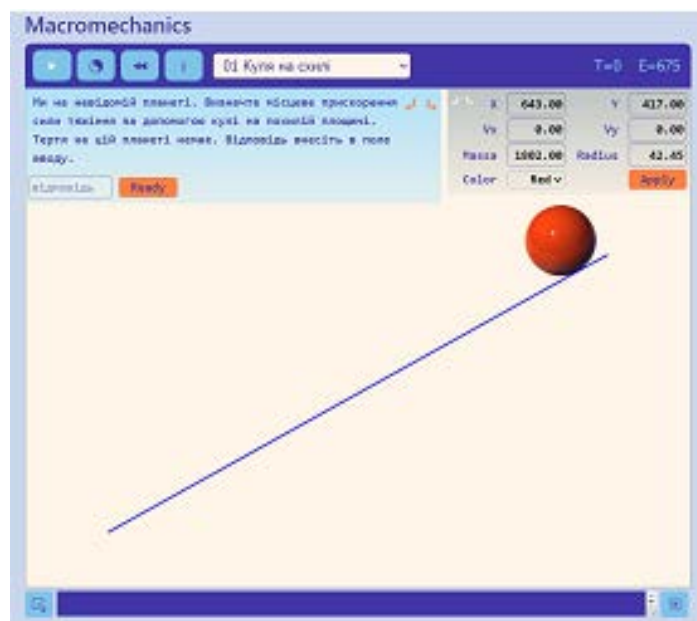 Macromechanics
01 Куля на схилі
T=0 E=675
Ми на невідомій планеті. Визначте місцеве прискорення
сили тяжіння за допомогою кулі на похилій площині.
Тертя на цій планеті немає. Відповідь внесіть в поле
вводу.
відповідь Ready
X 643.00 Y 417.00
Vx 0.00 Vy 0.00
Massa 1802.00 Radius 42.45
Color Red Apply